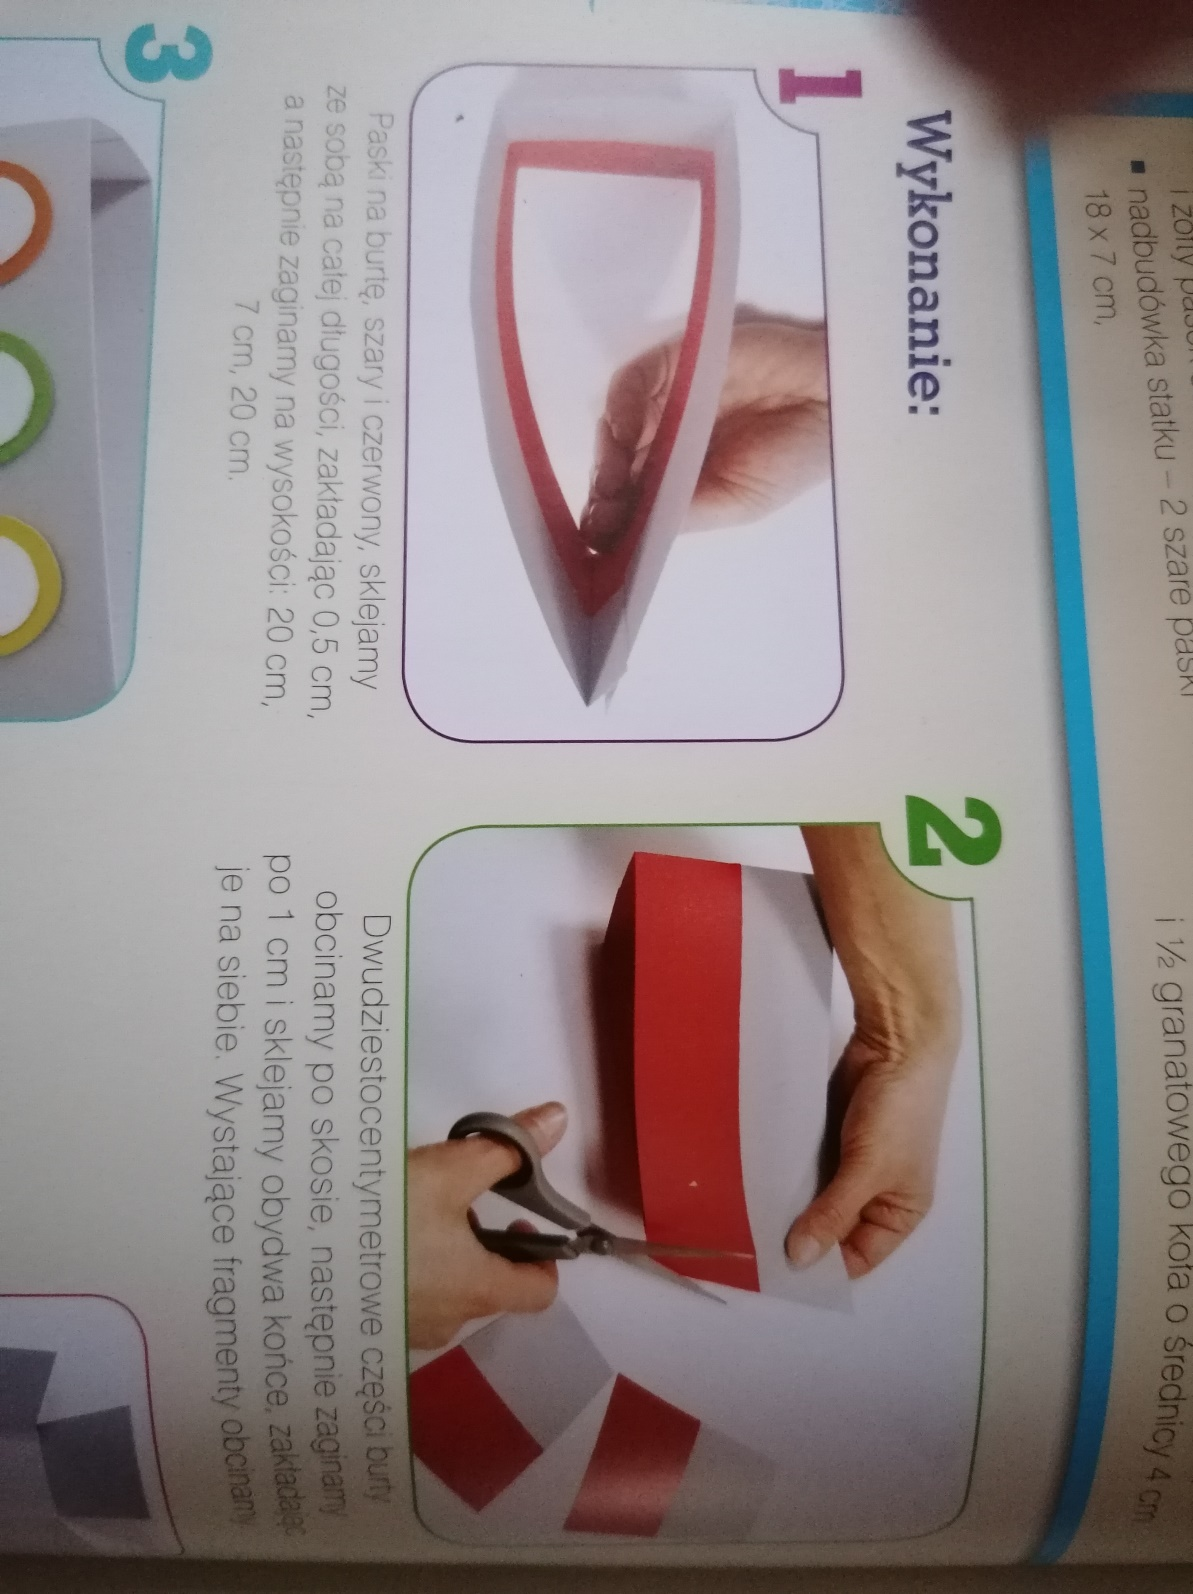 i żółty
nadbudówka statku – 2 szare paski
18 x 7 cm,
i ½ granatowego koła o średnicy 4 cm
Wykonanie:
1
Paski na burtę, szary i czerwony, sklejamy
ze sobą na całej długości, zakładając 0,5 cm,
a następnie zaginamy na wysokości: 20 cm,
7 cm, 20 cm.
2
Dwudziestocentymetrowe części burty
obcinamy po skosie, następnie zaginamy
po 1 cm i sklejamy obydwa końce, zakładając
je na siebie. Wystające fragmenty obcinamy
3